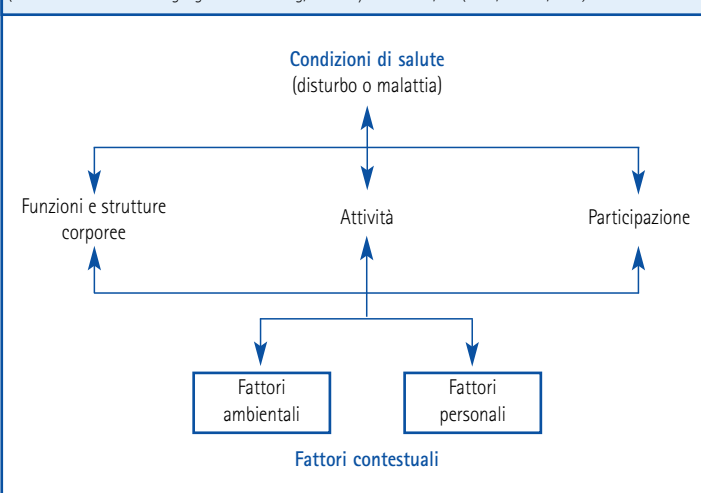 Condizioni di salute
(disturbo o malattia)
Funzioni e strutture
corporee
Attività
Participazione
Fattori
ambientali
Fattori
personali
Fattori contestuali